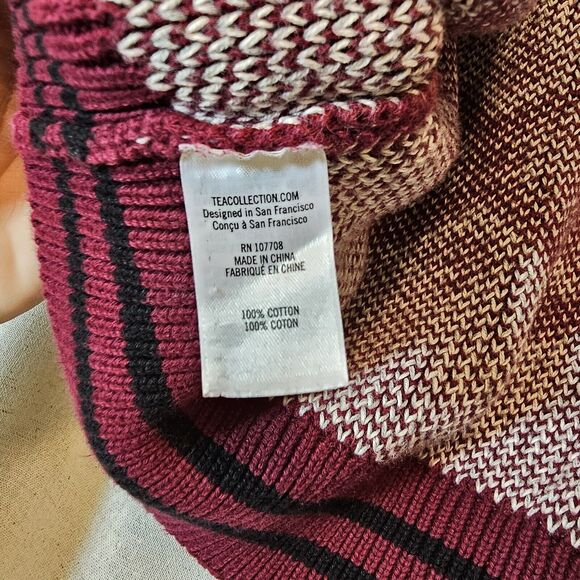 TEACOLLECTION.COM
Designed in San Francisco
Conçu à San Francisco
RN 107708
MADE IN CHINA
FABRIQUÉ EN CHINE
100% COTTON
100% COTON